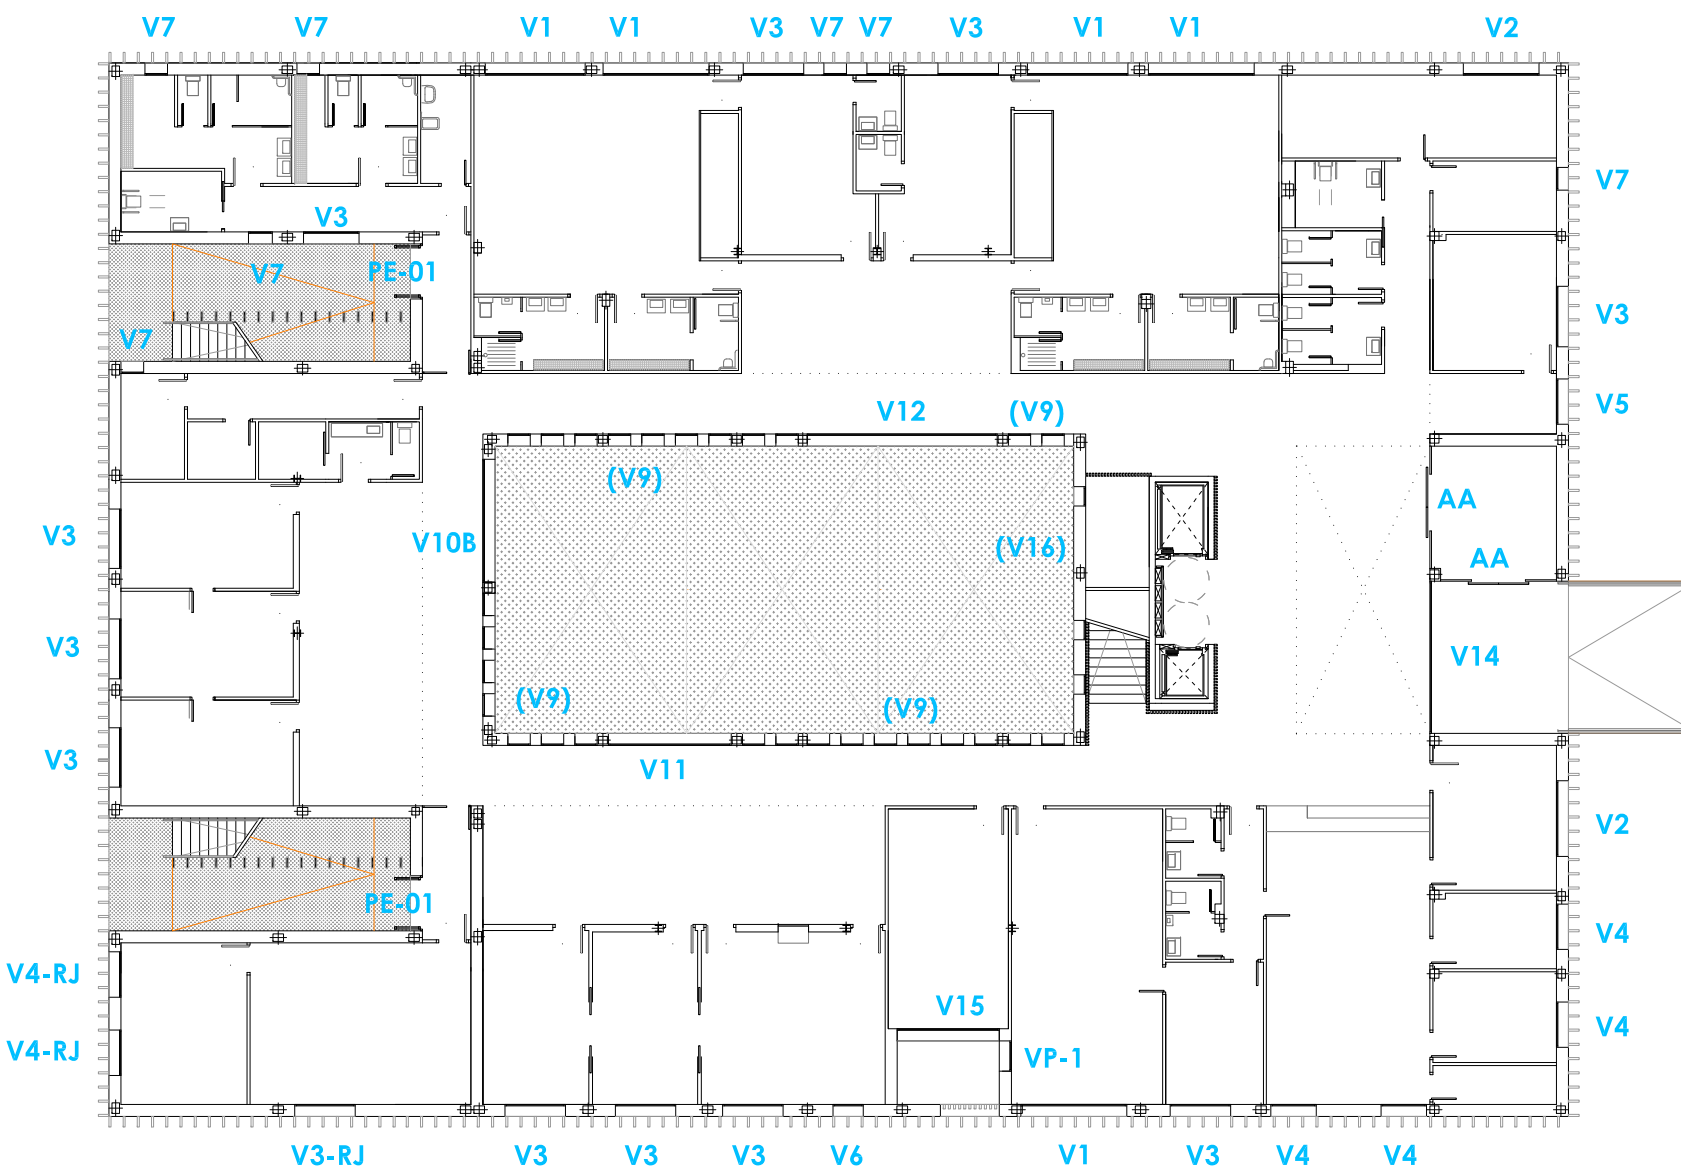 V7 V7 V1 V1 V3 V7 V7 V3 V1 V1 V2
V7
V3
V7 PE-01
V3
V7
V5
V12 (V9)
(V9)
AA
V3 V10B (V16)
AA
V3 V14
(V9) (V9)
V3 V11
V2
PE-01
V4
V4-RJ
V15
V4
V4-RJ VP-1
V3-RJ V3 V3 V3 V6 V1 V3 V4 V4